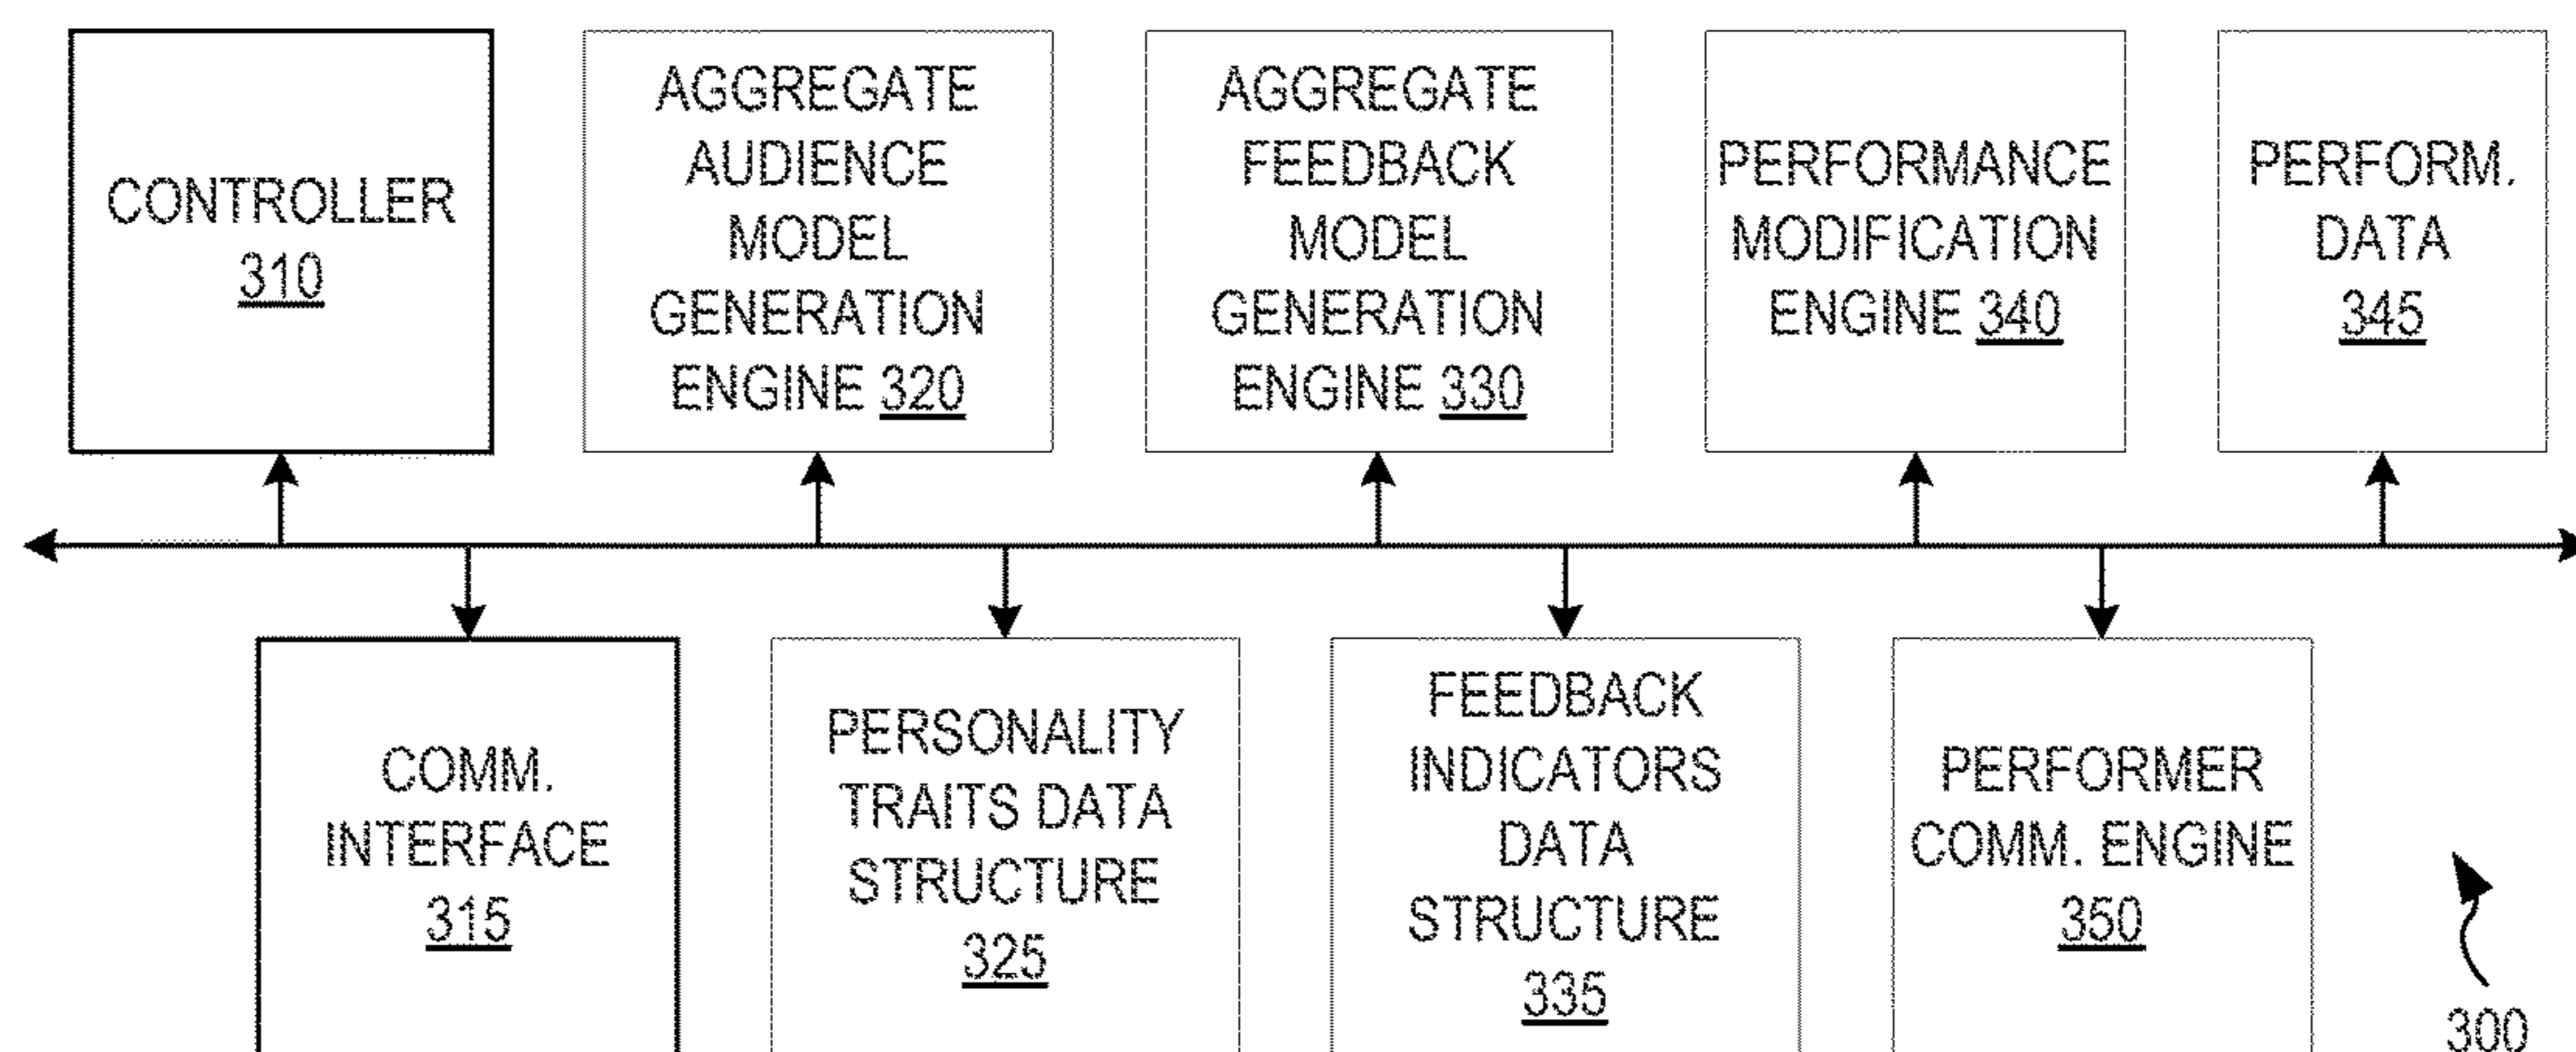 CONTROLLER
310
AGGREGATE
AUDIENCE
MODEL
GENERATION
ENGINE 320
AGGREGATE
FEEDBACK
MODEL
GENERATION
ENGINE 330
PERFORMANCE
MODIFICATION
ENGINE 340
PERFORM.
DATA
345
COMM.
INTERFACE
315
PERSONALITY
TRAITS DATA
STRUCTURE
325
FEEDBACK
INDICATORS
DATA
STRUCTURE
335
PERFORMER
COMM. ENGINE
350
300